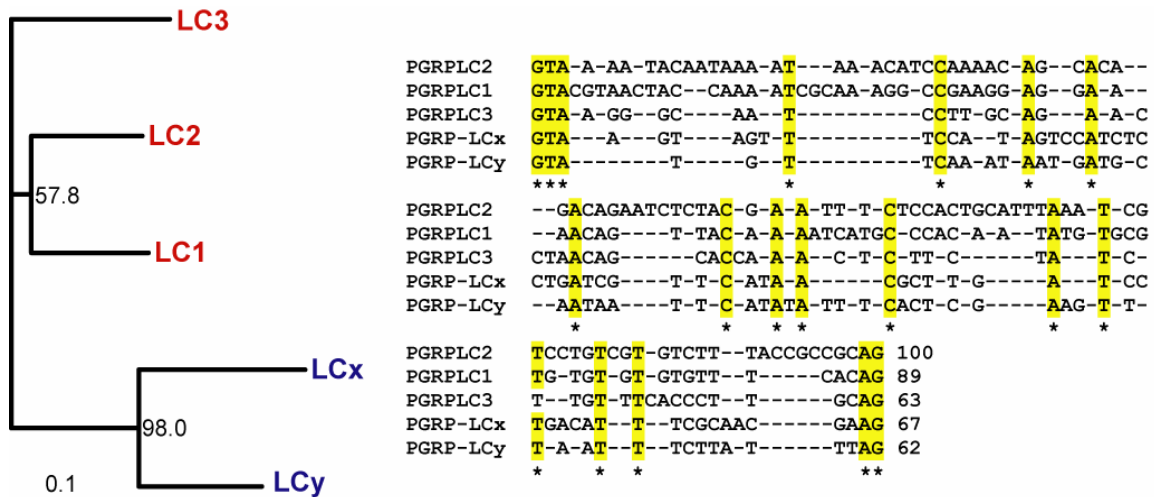 LC3
LC2
57.8
LC1
LCx
98.0
LCy
0.1
PGRPLC2 GTA-A-AA-TACAATAAA-AT---AA-ACATCCAAAAC-AG--CACA--
PGRPLC1 GTACGTAACTAC--CAAA-ATCGCAA-AGG-CCGAAGG-AG--GA-A--
PGRPLC3 GTA-A-GG--GC----AA--T-----------CCTT-GCAG---A-A-C
PGRP-LCx GTA--A--GT---AGT-T-----------TCCA--T-AGTCCATCTC
PGRP-LCy GTA---------T---G-T-----------TCAA-AT-AAT-GATG-C
*** * * * *
PGRPLC2 --GACAGAATCTCTAC-G-A-A-TT-T-CTCCACTGCATTTAAA-T-CG
PGRPLC1 --AACAG----T-TAC-A-A-AATCATGC-CCAC-A-A--TATG-TGCG
PGRPLC3 CTAACAG------CACCA-A-A--C-T-C-TTC------TA---T-C-
PGRP-LCx CTGATCG----T-TC-ATA-A------CGCT-T-G-----A---T-CC
PGRP-LCy --AATAA----T-TC-ATATA-TT-T-CACT-C-G-----AAG-T-T-
* * * * * * *
PGRPLC2 TCCTGTCGT-GTCTT--TACCGCCGCAG 100
PGRPLC1 TG-TGT-GT-GTGTT--T-----CACAG 89
PGRPLC3 T--TGT-TTCACCCT--T------GCAG 63
PGRP-LCx TGACAT--T--TCGCAAC-----GAAG 67
PGRP-LCy T-A-AT--T--TCTTA-T------TTAG 62
* * * **